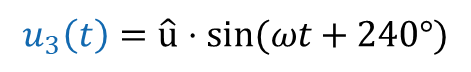 u₃(t) = û · sin(ωt + 240°)